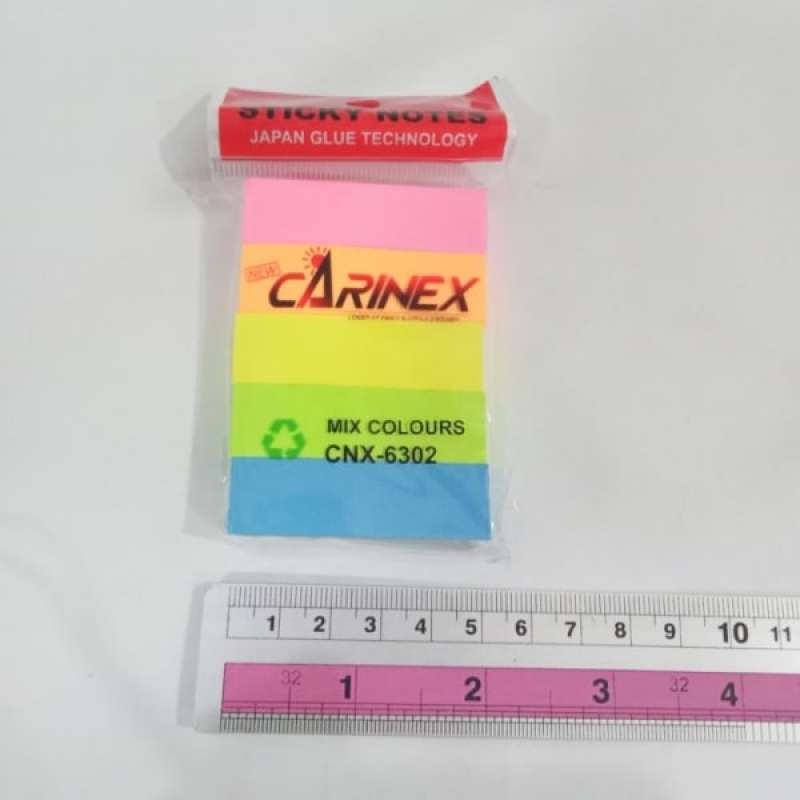 STICKY NOTES
JAPAN GLUE TECHNOLOGY
NEW
CARINEX
MIX COLOURS
CNX-6302
1 2 3 4 5 6 7 8 9 10 11
32 1 2 3 32 4